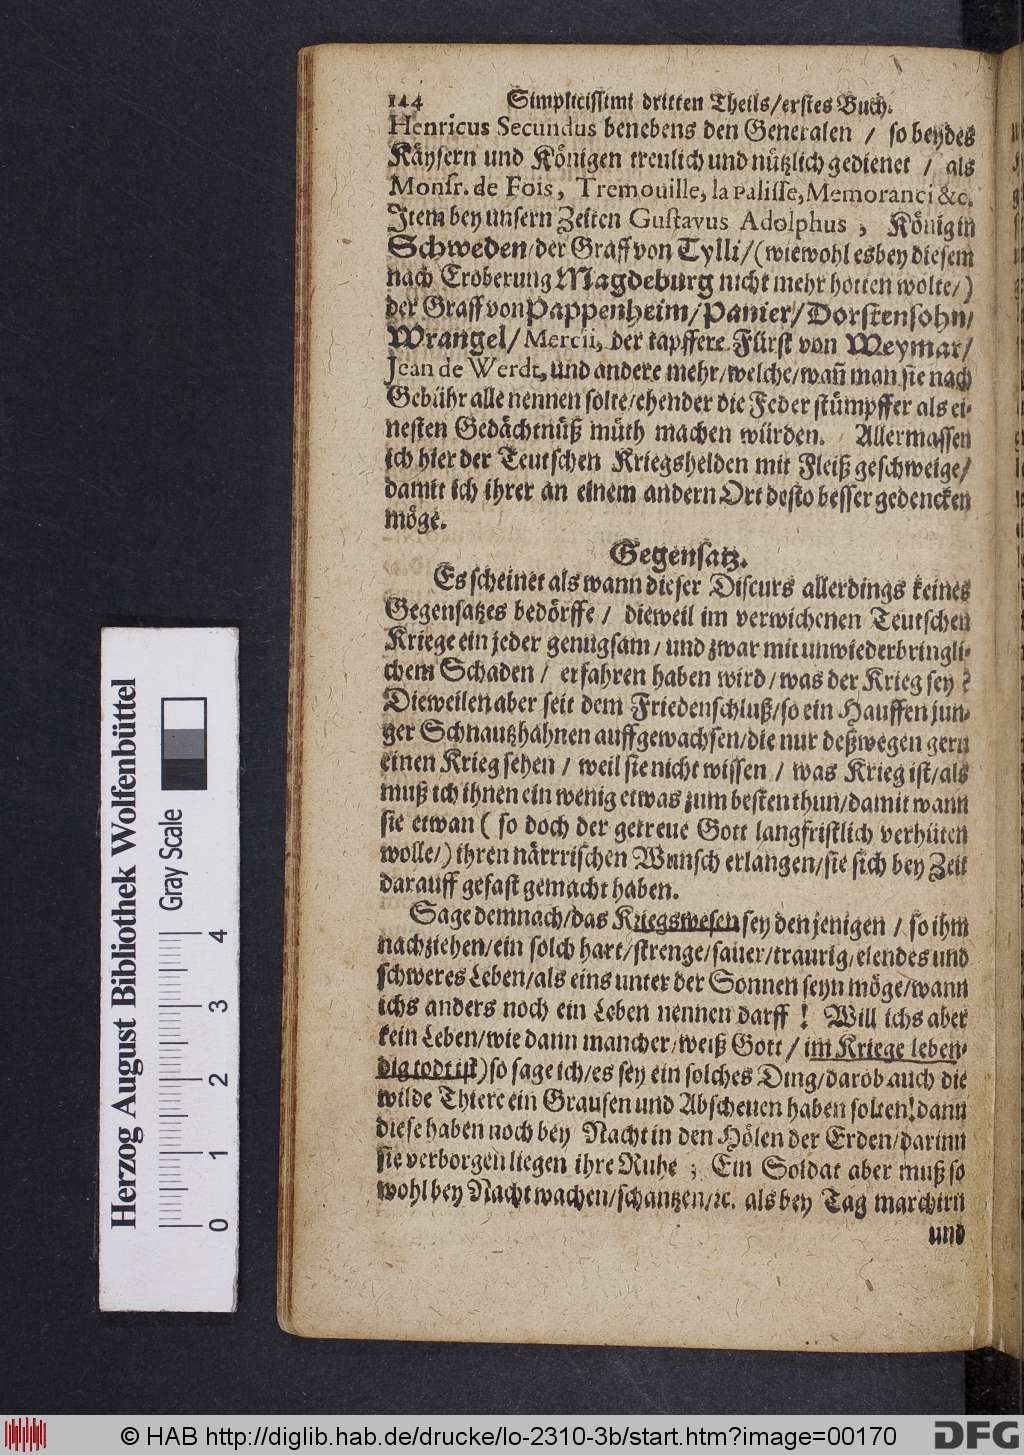 144 Simplicissimi dritten Theils/erstes Buch.
Henricus Secundus benebens den Generalen / so beydes
Käysern und Königen treulich und nützlich gedienet / als
Monsr. de Fois, Tremouille, la Palisse, Memoranci &c.
Item bey unsern Zeiten Gustavus Adolphus, König in
Schweden/der Graff von Tylli/(wiewohl es bey diesem
nach Eroberung Magdeburg nicht mehr hotten wolte/)
der Graff von Pappenheim/Panier/Dorstensohn/
Wrangel/ Mercii, der tapffere Fürst von Weymar/
Jean de Werdt, und andere mehr/welche/wañ man sie nach
Gebühr alle nennen solte/ehender die Feder stümpffer als ei-
nesten Gedächtnüß müth machen würden. Allermassen
ich hier der Teutschen Kriegshelden mit Fleiß geschweige/
damit ich ihrer an einem andern Ort desto besser gedencken
möge.
Gegensatz.
Es scheinet als wann dieser Discurs allerdings keines
Gegensatzes bedörffe / dieweil im verwichenen Teutschen
Kriege ein jeder genugsam/und zwar mit unwiederbringli-
chem Schaden / erfahren haben wird/was der Krieg sey?
Dieweilen aber seit dem Friedenschluß/so ein Hauffen jun-
ger Schnautzhahnen auffgewachsen/die nur deßwegen gern
einen Krieg sehen / weil sie nicht wissen / was Krieg ist/als
muß ich ihnen ein wenig etwas zum besten thun/damit wann
sie etwan ( so doch der getreue Gott langfristlich verhüten
wolle/) ihren närrrischen Wunsch erlangen/sie sich bey Zeit
darauff gefast gemacht haben.
Sage demnach/das Kriegswesen sey den jenigen / so ihm
nachziehen/ein solch hart/strenge/sauer/traurig/elendes und
schweres Leben/als eins unter der Sonnen seyn möge/wann
ichs anders noch ein Leben nennen darff ! Will ichs aber
kein Leben/wie dann mancher/weiß Gott / im Kriege leben-
dig todt ist) so sage ich/es sey ein solches Ding/darob auch die
wilde Thiere ein Grausen und Abscheuen haben solten!dann
diese haben noch bey Nacht in den Hölen der Erden/darinn
sie verborgen liegen ihre Ruhe ; Ein Soldat aber muß so
wohl bey Nacht wachen/schantzen/ꝛc. als bey Tag marchirn
und
Herzog August Bibliothek Wolfenbüttel
Gray Scale
0 1 2 3 4
© HAB http://diglib.hab.de/drucke/lo-2310-3b/start.htm?image=00170
DFG